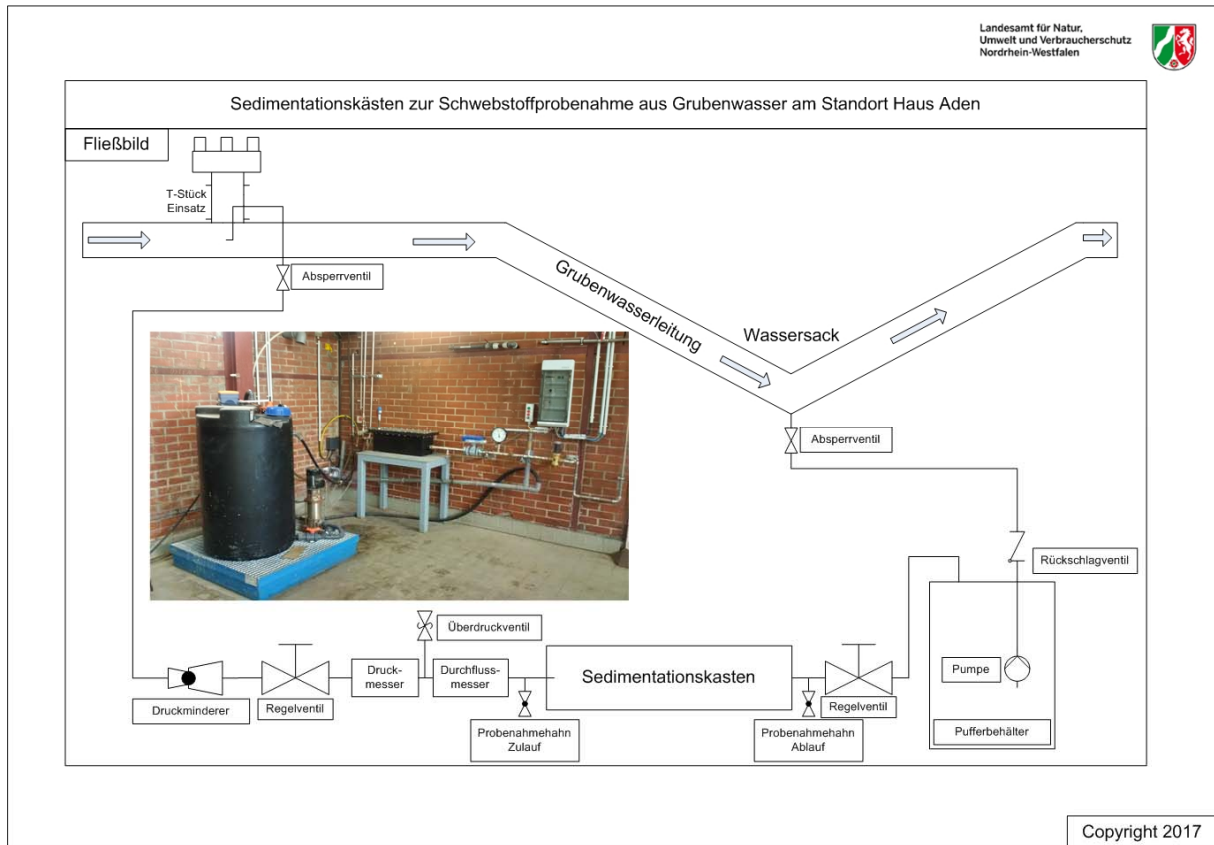 Landesamt für Natur,
Umwelt und Verbraucherschutz
Nordrhein-Westfalen
Sedimentationskästen zur Schwebstoffprobenahme aus Grubenwasser am Standort Haus Aden
Fließbild
T-Stück
Einsatz
Absperrventil
Grubenwasserleitung
Wassersack
Absperrventil
Rückschlagventil
Überdruckventil
Druck-
messer
Durchfluss-
messer
Sedimentationskasten
Pumpe
Druckminderer
Regelventil
Regelventil
Probenahmehahn
Zulauf
Probenahmehahn
Ablauf
Pufferbehälter
Copyright 2017